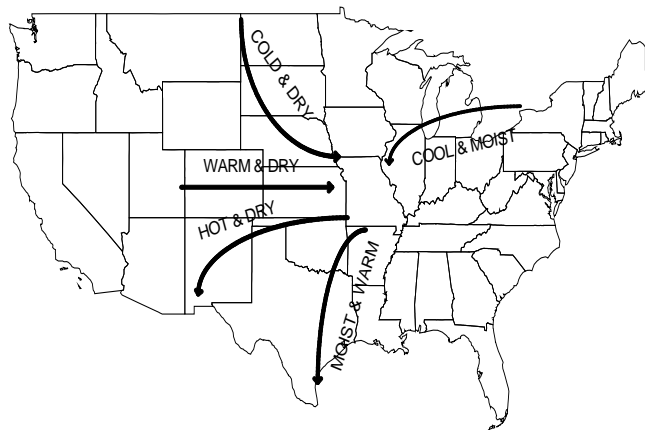 COLD & DRY
COOL & MOIST
WARM & DRY
HOT & DRY
MOIST & WARM